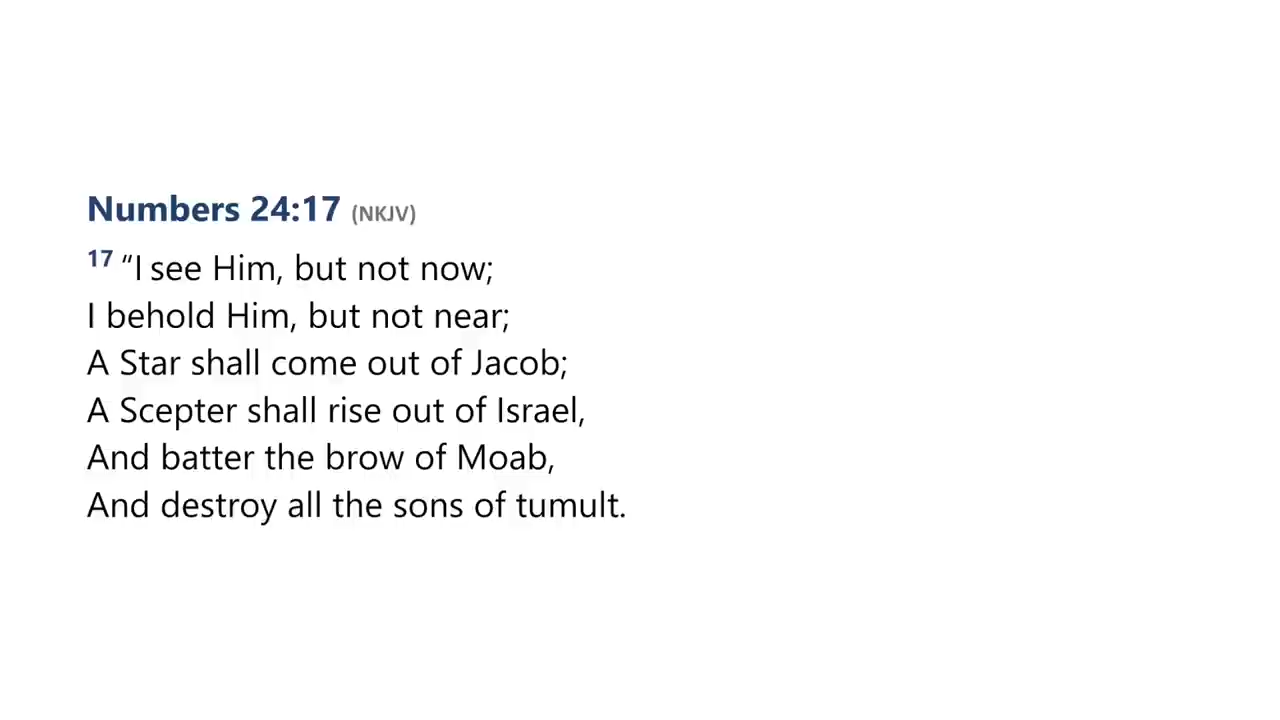 Numbers 24:17 (NKJV)
17 “I see Him, but not now;
I behold Him, but not near;
A Star shall come out of Jacob;
A Scepter shall rise out of Israel,
And batter the brow of Moab,
And destroy all the sons of tumult.